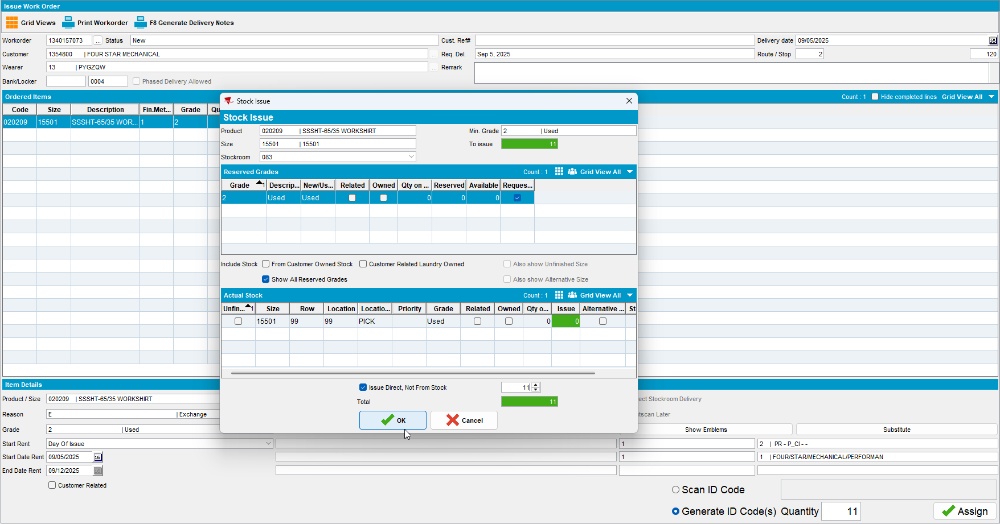 Issue Work Order
Grid Views Print Workorder F8 Generate Delivery Notes
Workorder 1340157073 ... Status New Cust. Ref# Delivery date 09/05/2025 16
Customer 1354800 | FOUR STAR MECHANICAL ... Req. Del. Sep 5, 2025 Route / Stop 2 120
Wearer 13 | PYGZQW ... Remark
Bank/Locker 0004 Phased Delivery Allowed
Ordered Items Count : 1 Hide completed lines Grid View All
Code Size Description Fin.Met... Grade Qu
020209 15501 SSSHT-65/35 WOR... 1 2
Stock Issue
Stock Issue
Product 020209 | SSSHT-65/35 WORKSHIRT Min. Grade 2 | Used
Size 15501 | 15501 To issue 11
Stockroom 083
Reserved Grades Count : 1 Grid View All
Grade 1 Descrip... New/Us... Related Owned Qty on ... Reserved Available Reques...
2 Used Used 0 0 0
Include Stock From Customer Owned Stock Customer Related Laundry Owned Also show Unfinished Size
Show All Reserved Grades Also show Alternative Size
Actual Stock Count : 1 Grid View All
Unfin... 1 Size Row Location Locatio... Priority Grade Related Owned Qty o... Issue Alternative ... St
15501 99 99 PICK Used 0 0
Issue Direct, Not From Stock 11
Total 11
OK Cancel
Item Details
Product / Size 020209 | SSSHT-65/35 WORKSHIRT rect Stockroom Delivery
Reason E | Exchange tscan Later
Grade 2 | Used Show Emblems Substitute
Start Rent Day Of Issue 1 2 | PR - P_CI - -
Start Date Rent 09/05/2025 16 1 1 | FOUR/STAR/MECHANICAL/PERFORMAN
End Date Rent 09/12/2025 16
Customer Related
Scan ID Code
Generate ID Code(s) Quantity 11 Assign